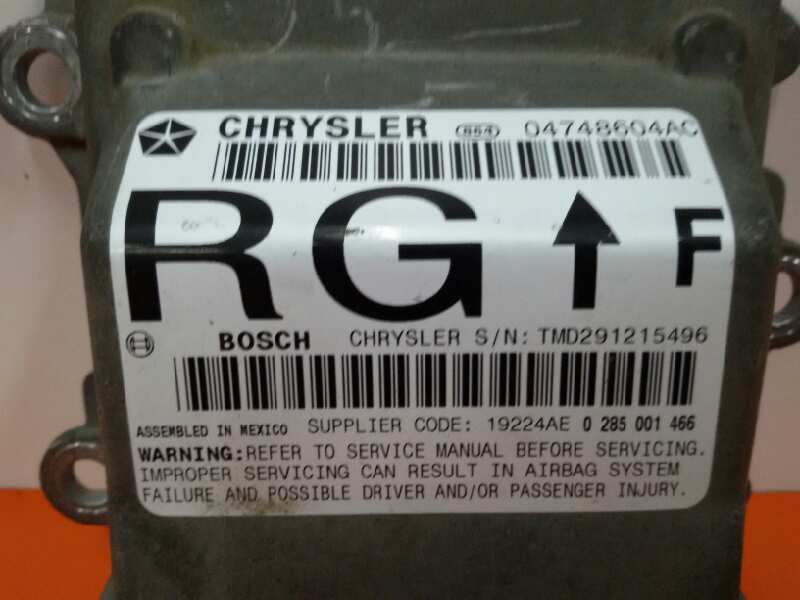 CHRYSLER 664 04748604AC
RG F
BOSCH CHRYSLER S/N: TMD291215496
ASSEMBLED IN MEXICO SUPPLIER CODE: 19224AE 0 285 001 466
WARNING:REFER TO SERVICE MANUAL BEFORE SERVICING.
IMPROPER SERVICING CAN RESULT IN AIRBAG SYSTEM
FAILURE AND POSSIBLE DRIVER AND/OR PASSENGER INJURY.